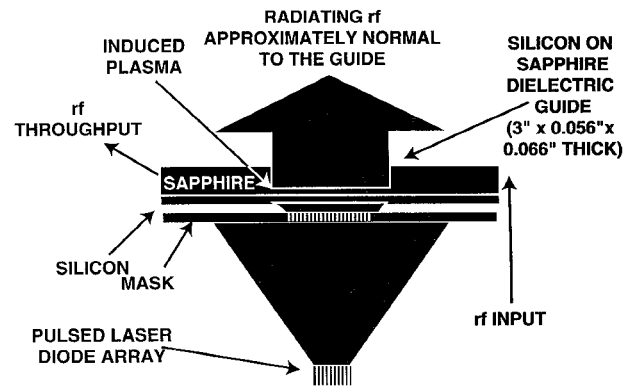 RADIATING rf
APPROXIMATELY NORMAL
TO THE GUIDE
INDUCED
PLASMA
SILICON ON
SAPPHIRE
DIELECTRIC
GUIDE
(3" x 0.056"x
0.066" THICK)
rf
THROUGHPUT
SAPPHIRE
SILICON
MASK
rf INPUT
PULSED LASER
DIODE ARRAY